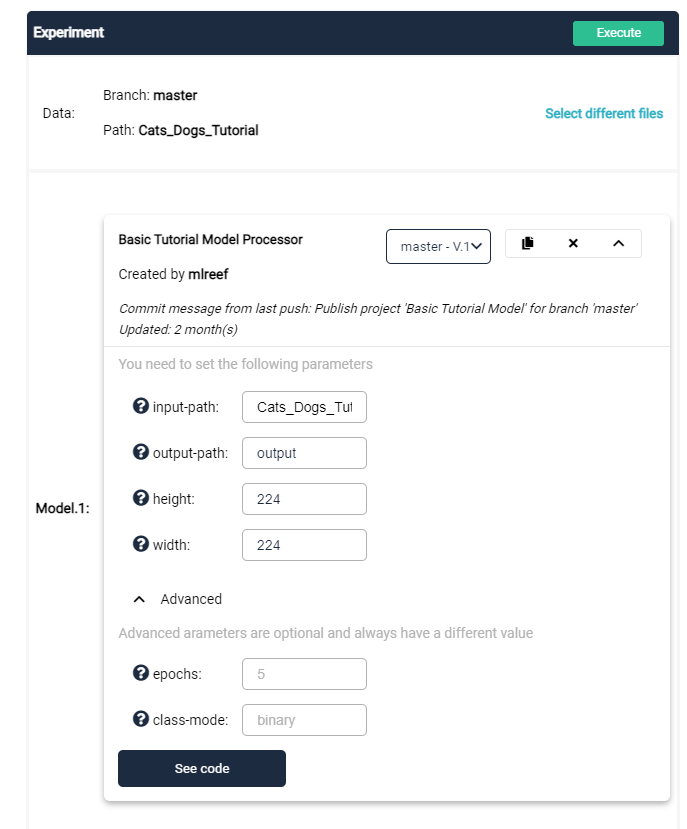 Experiment
Execute
Data:
Branch: master
Path: Cats_Dogs_Tutorial
Select different files
Model.1:
Basic Tutorial Model Processor
master - V.1
Created by mlreef
Commit message from last push: Publish project 'Basic Tutorial Model' for branch 'master'
Updated: 2 month(s)
You need to set the following parameters
input-path: Cats_Dogs_Tut
output-path: output
height: 224
width: 224
Advanced
Advanced arameters are optional and always have a different value
epochs: 5
class-mode: binary
See code